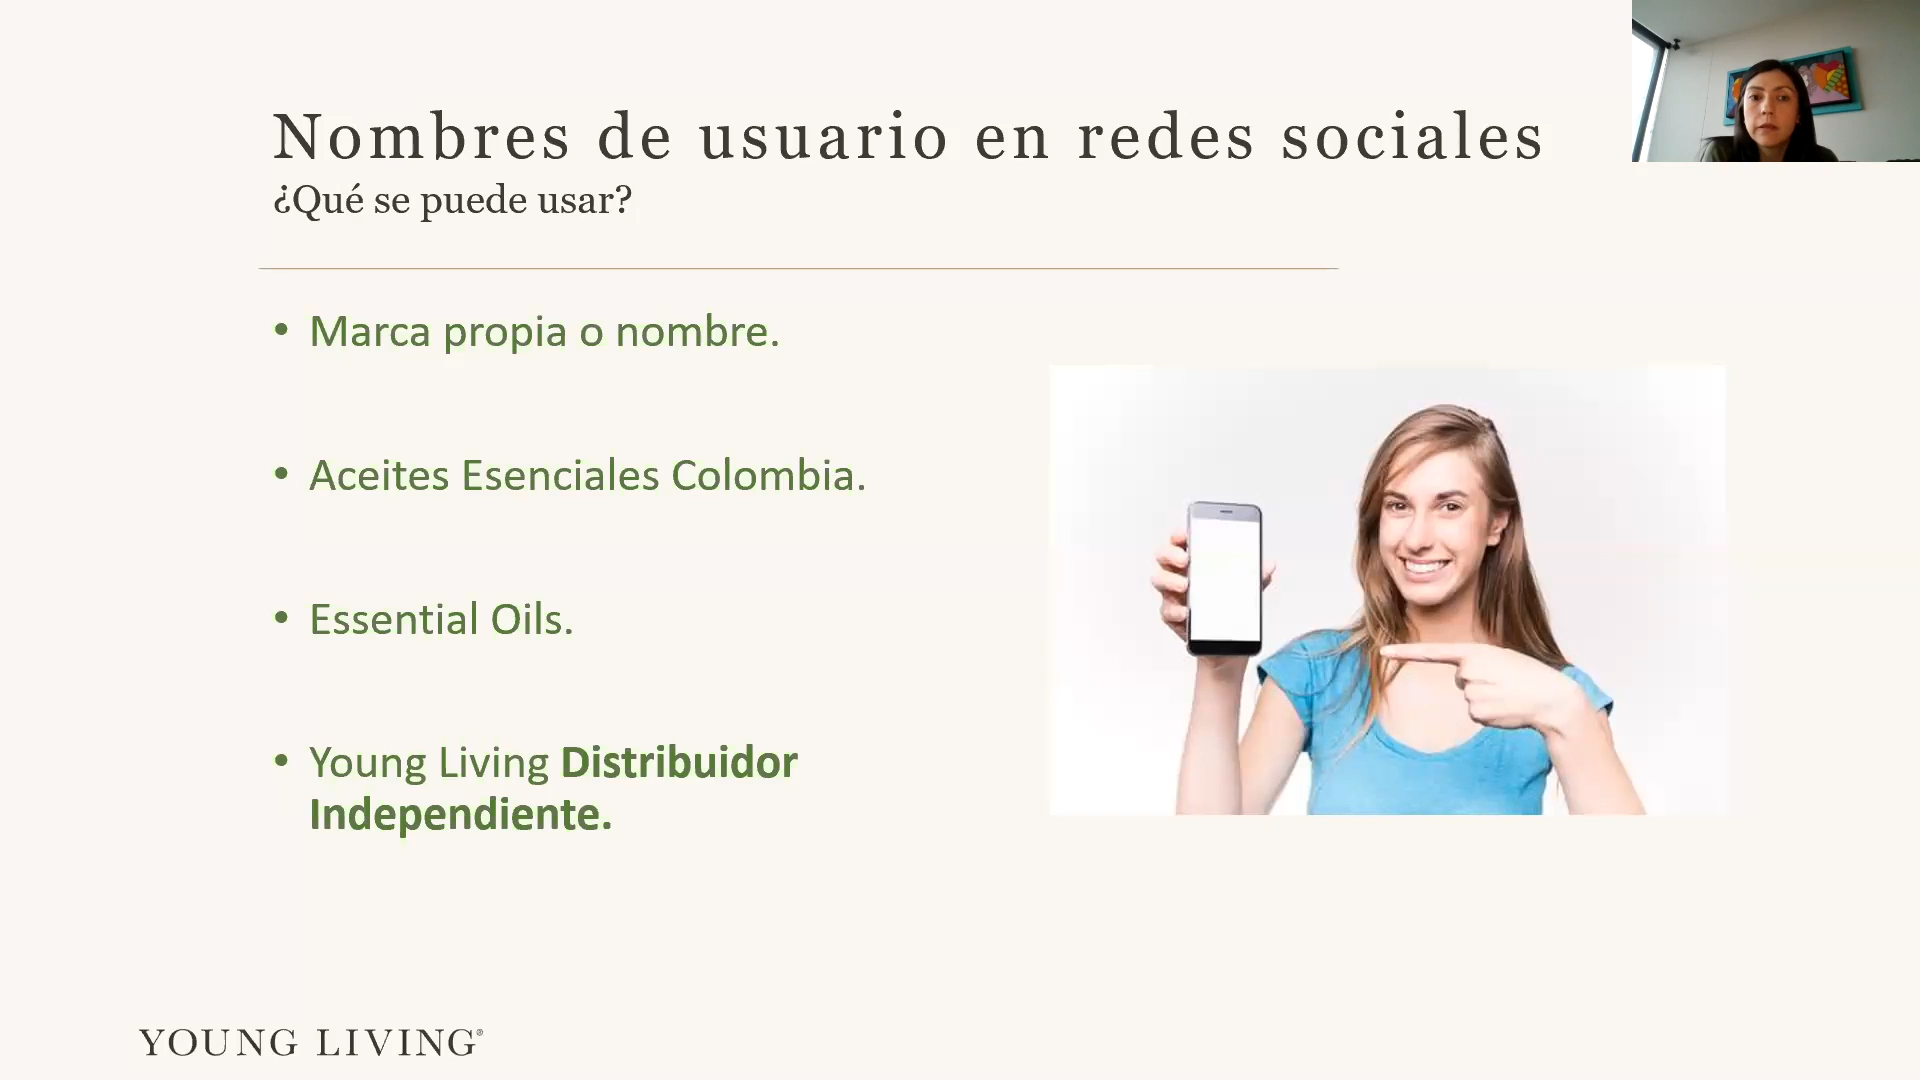 Nombres de usuario en redes sociales
¿Qué se puede usar?
• Marca propia o nombre.
• Aceites Esenciales Colombia.
• Essential Oils.
• Young Living Distribuidor
Independiente.
YOUNG LIVING®